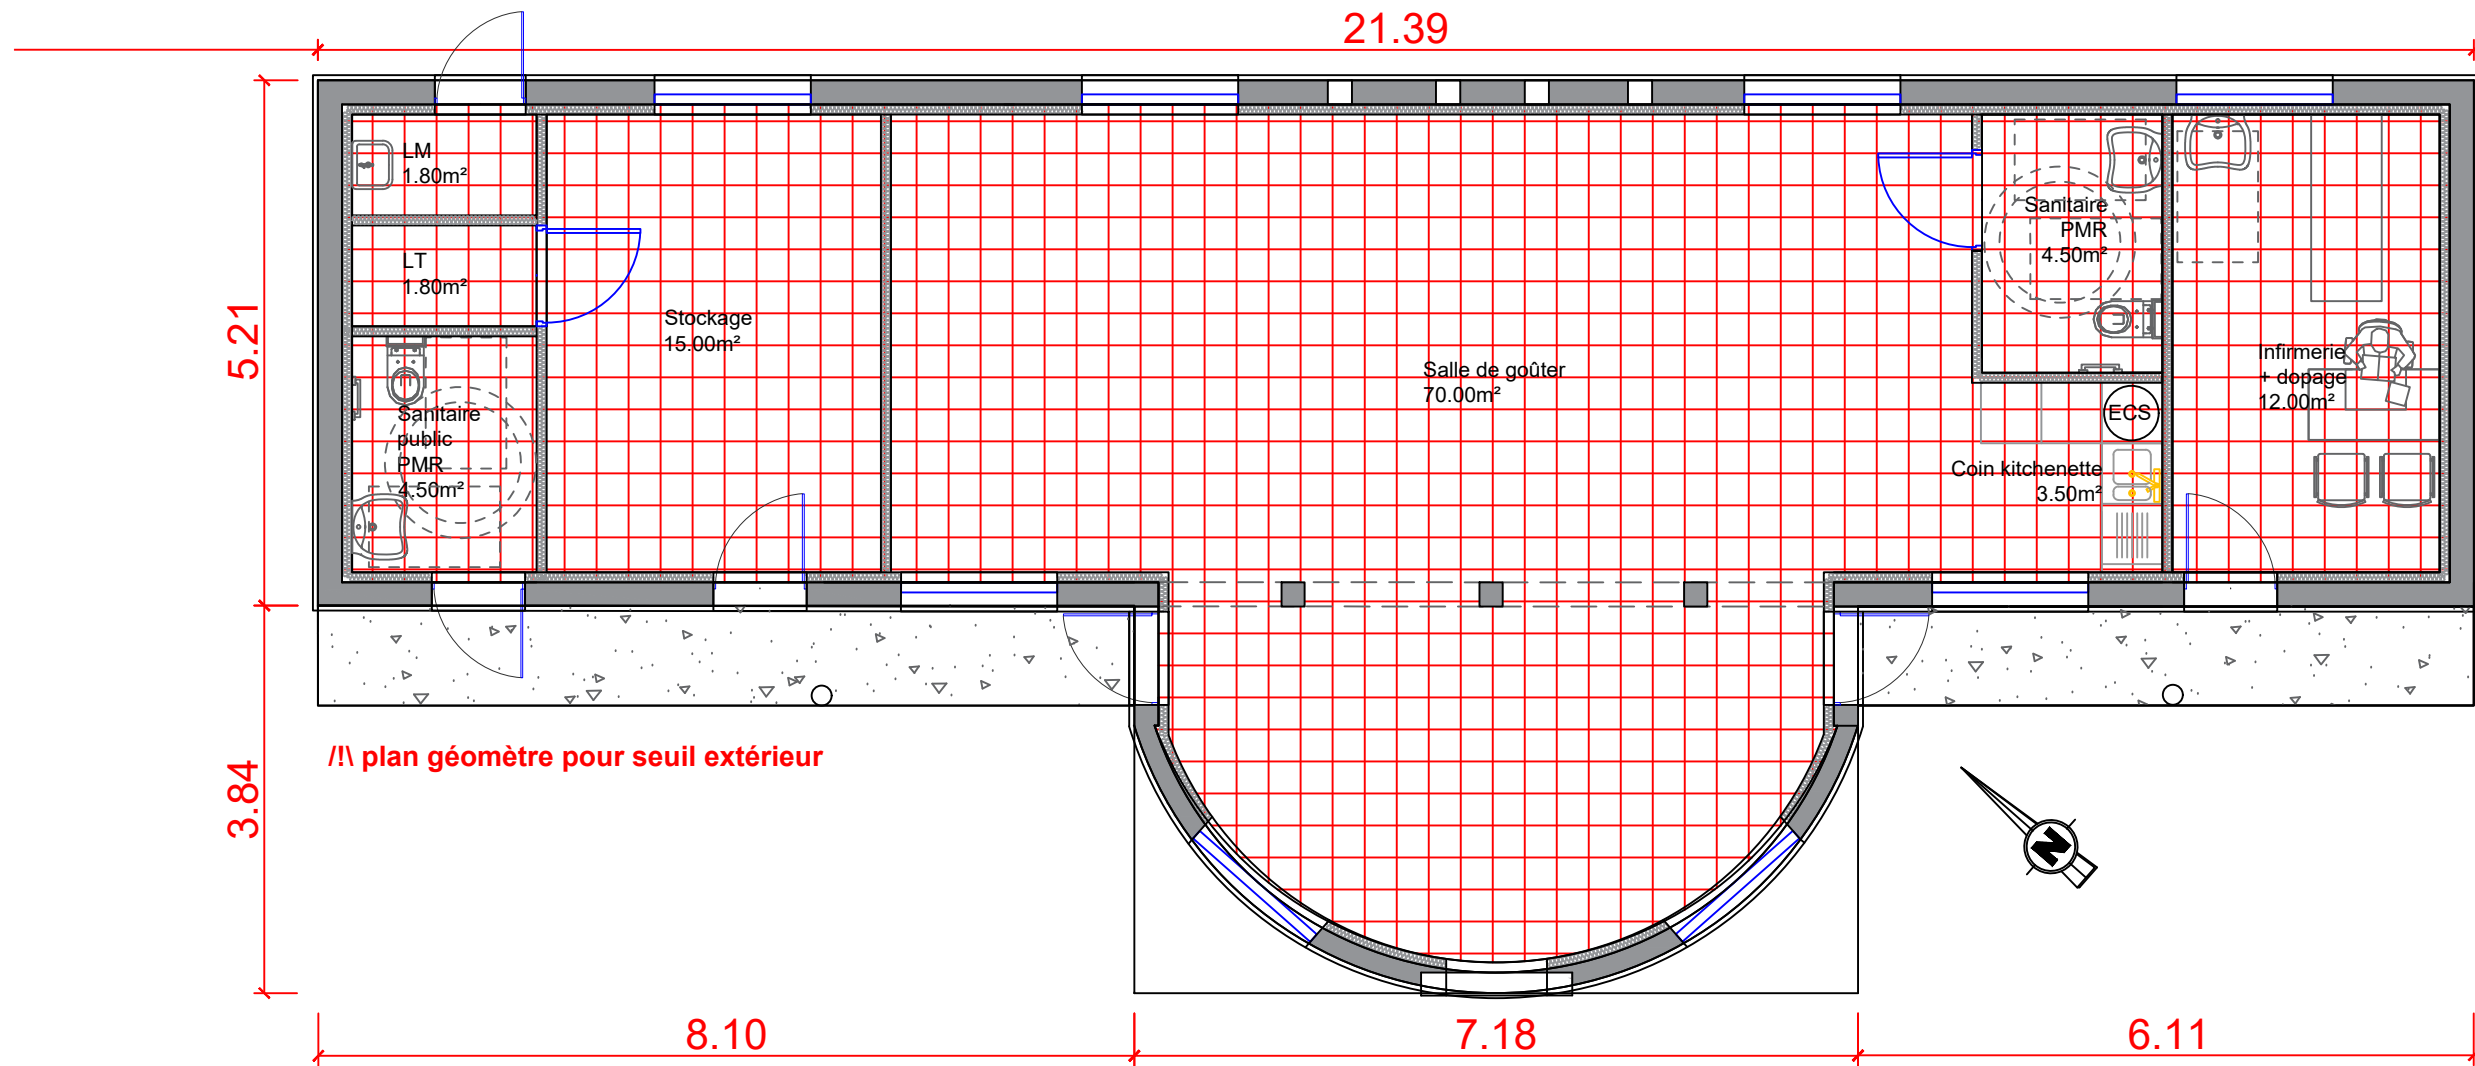 21.39
LM
1.80m²
LT
1.80m²
Stockage
15.00m²
Salle de goûter
70.00m²
Sanitaire
PMR
4.50m²
Infirmerie
+ dopage
12.00m²
5.21
Sanitaire
public
PMR
4.50m²
ECS
Coin kitchenette
3.50m²
/!\ plan géomètre pour seuil extérieur
3.84
N
8.10
7.18
6.11